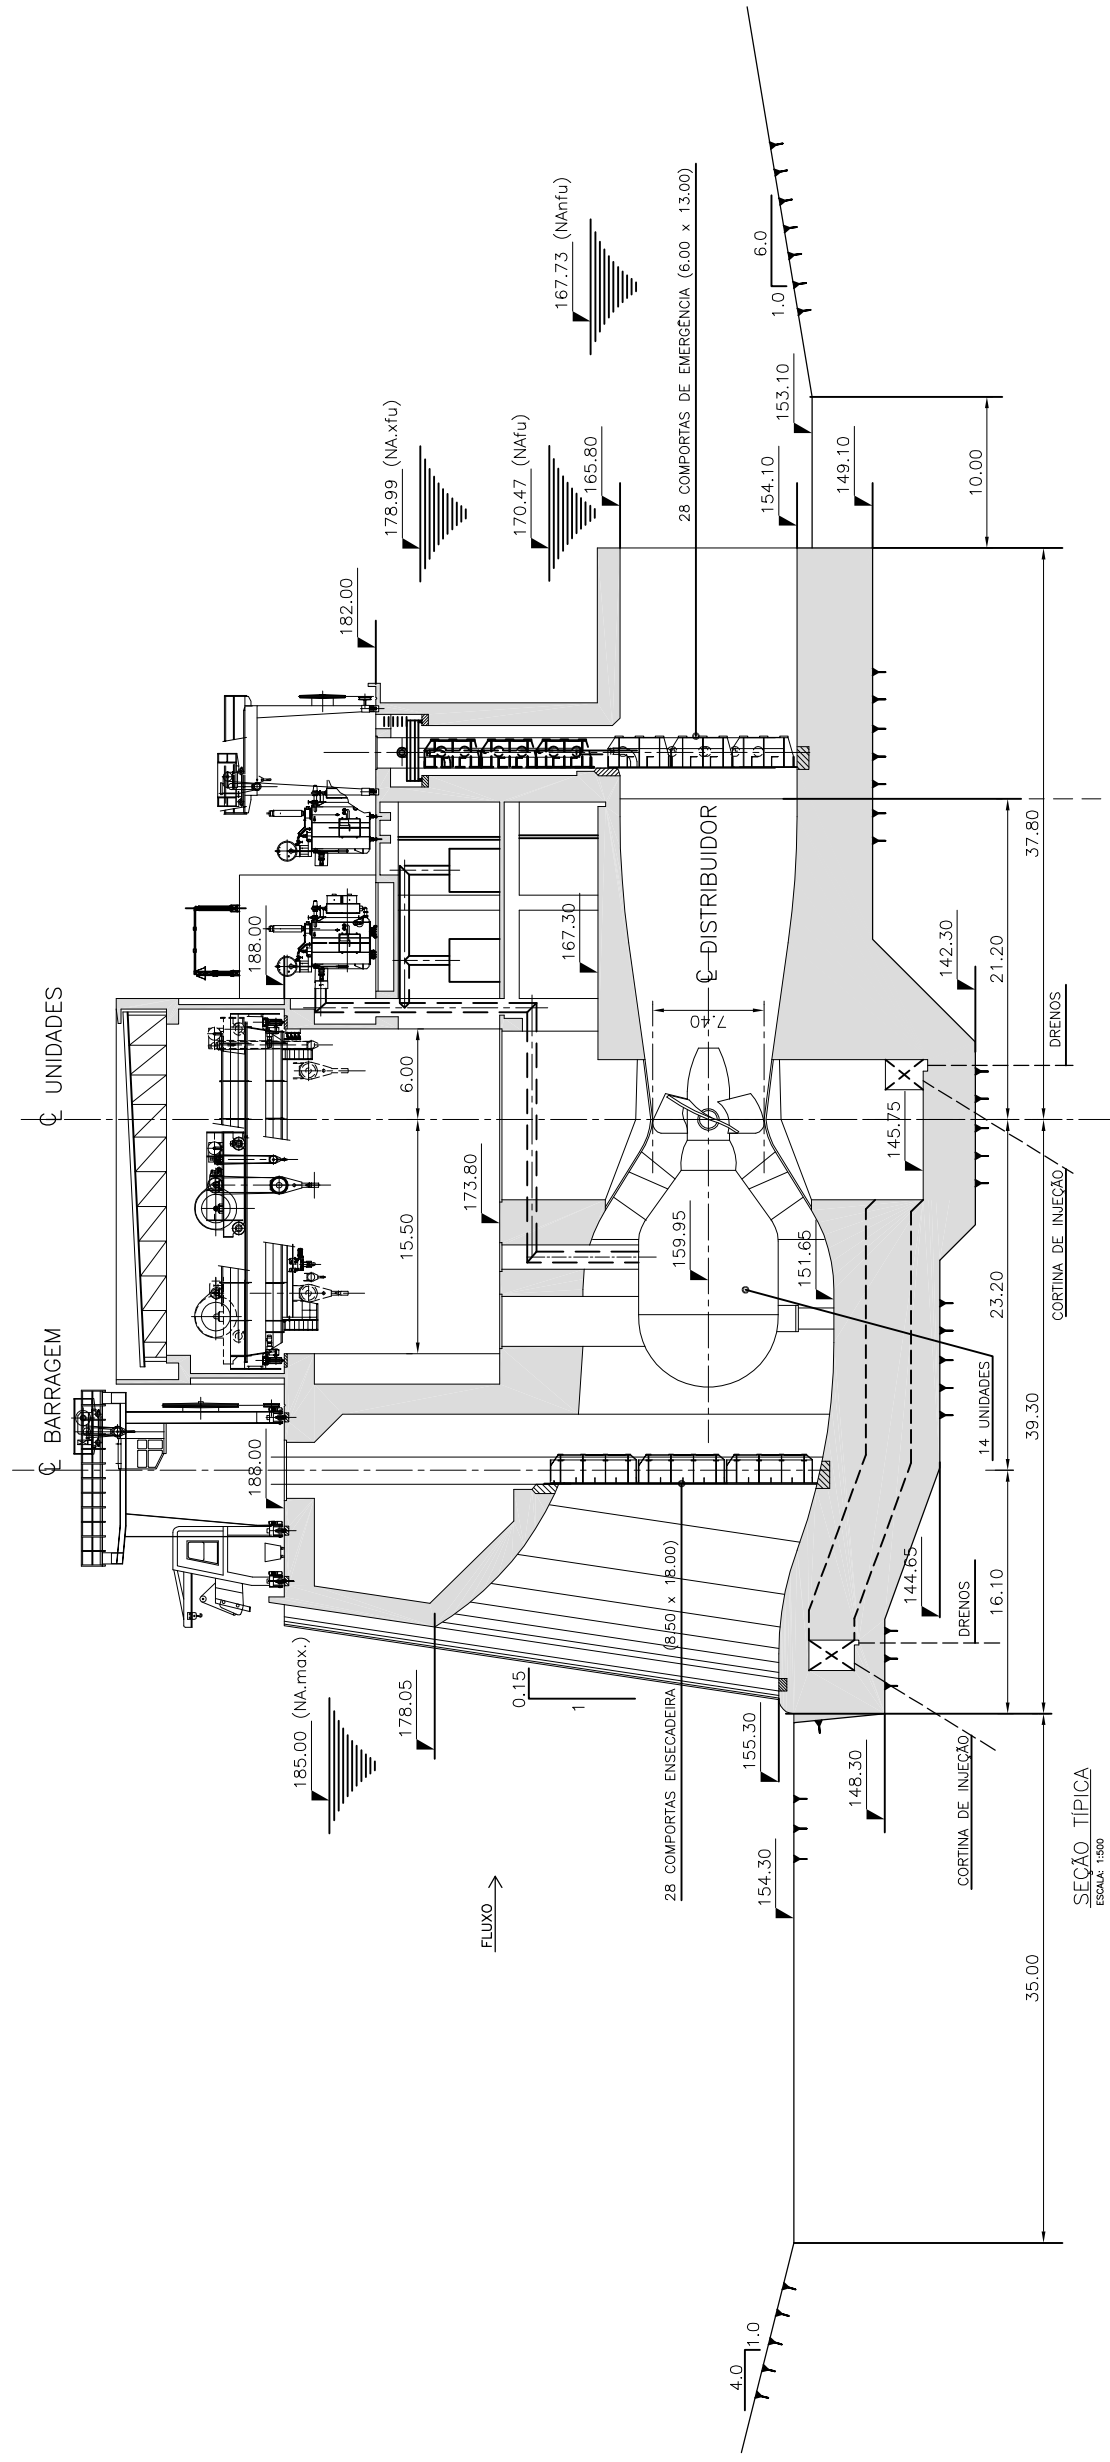 ℄ BARRAGEM
℄ UNIDADES
188.00
188.00
182.00
185.00 (NA.max.)
178.99 (NA.xfu)
170.47 (NAfu)
167.73 (NAnfu)
FLUXO
178.05
0.15
1
15.50
6.00
173.80
167.30
165.80
28 COMPORTAS ENSECADEIRA (8.50 x 18.00)
28 COMPORTAS DE EMERGÊNCIA (6.00 x 13.00)
℄ DISTRIBUIDOR
7.40
159.95
151.65
4.0
1.0
6.0
1.0
154.30
155.30
154.10
153.10
148.30
144.65
145.75
149.10
142.30
DRENOS
DRENOS
CORTINA DE INJEÇÃO
CORTINA DE INJEÇÃO
14 UNIDADES
16.10
23.20
21.20
10.00
35.00
39.30
37.80
SEÇÃO TÍPICA
ESCALA: 1:500